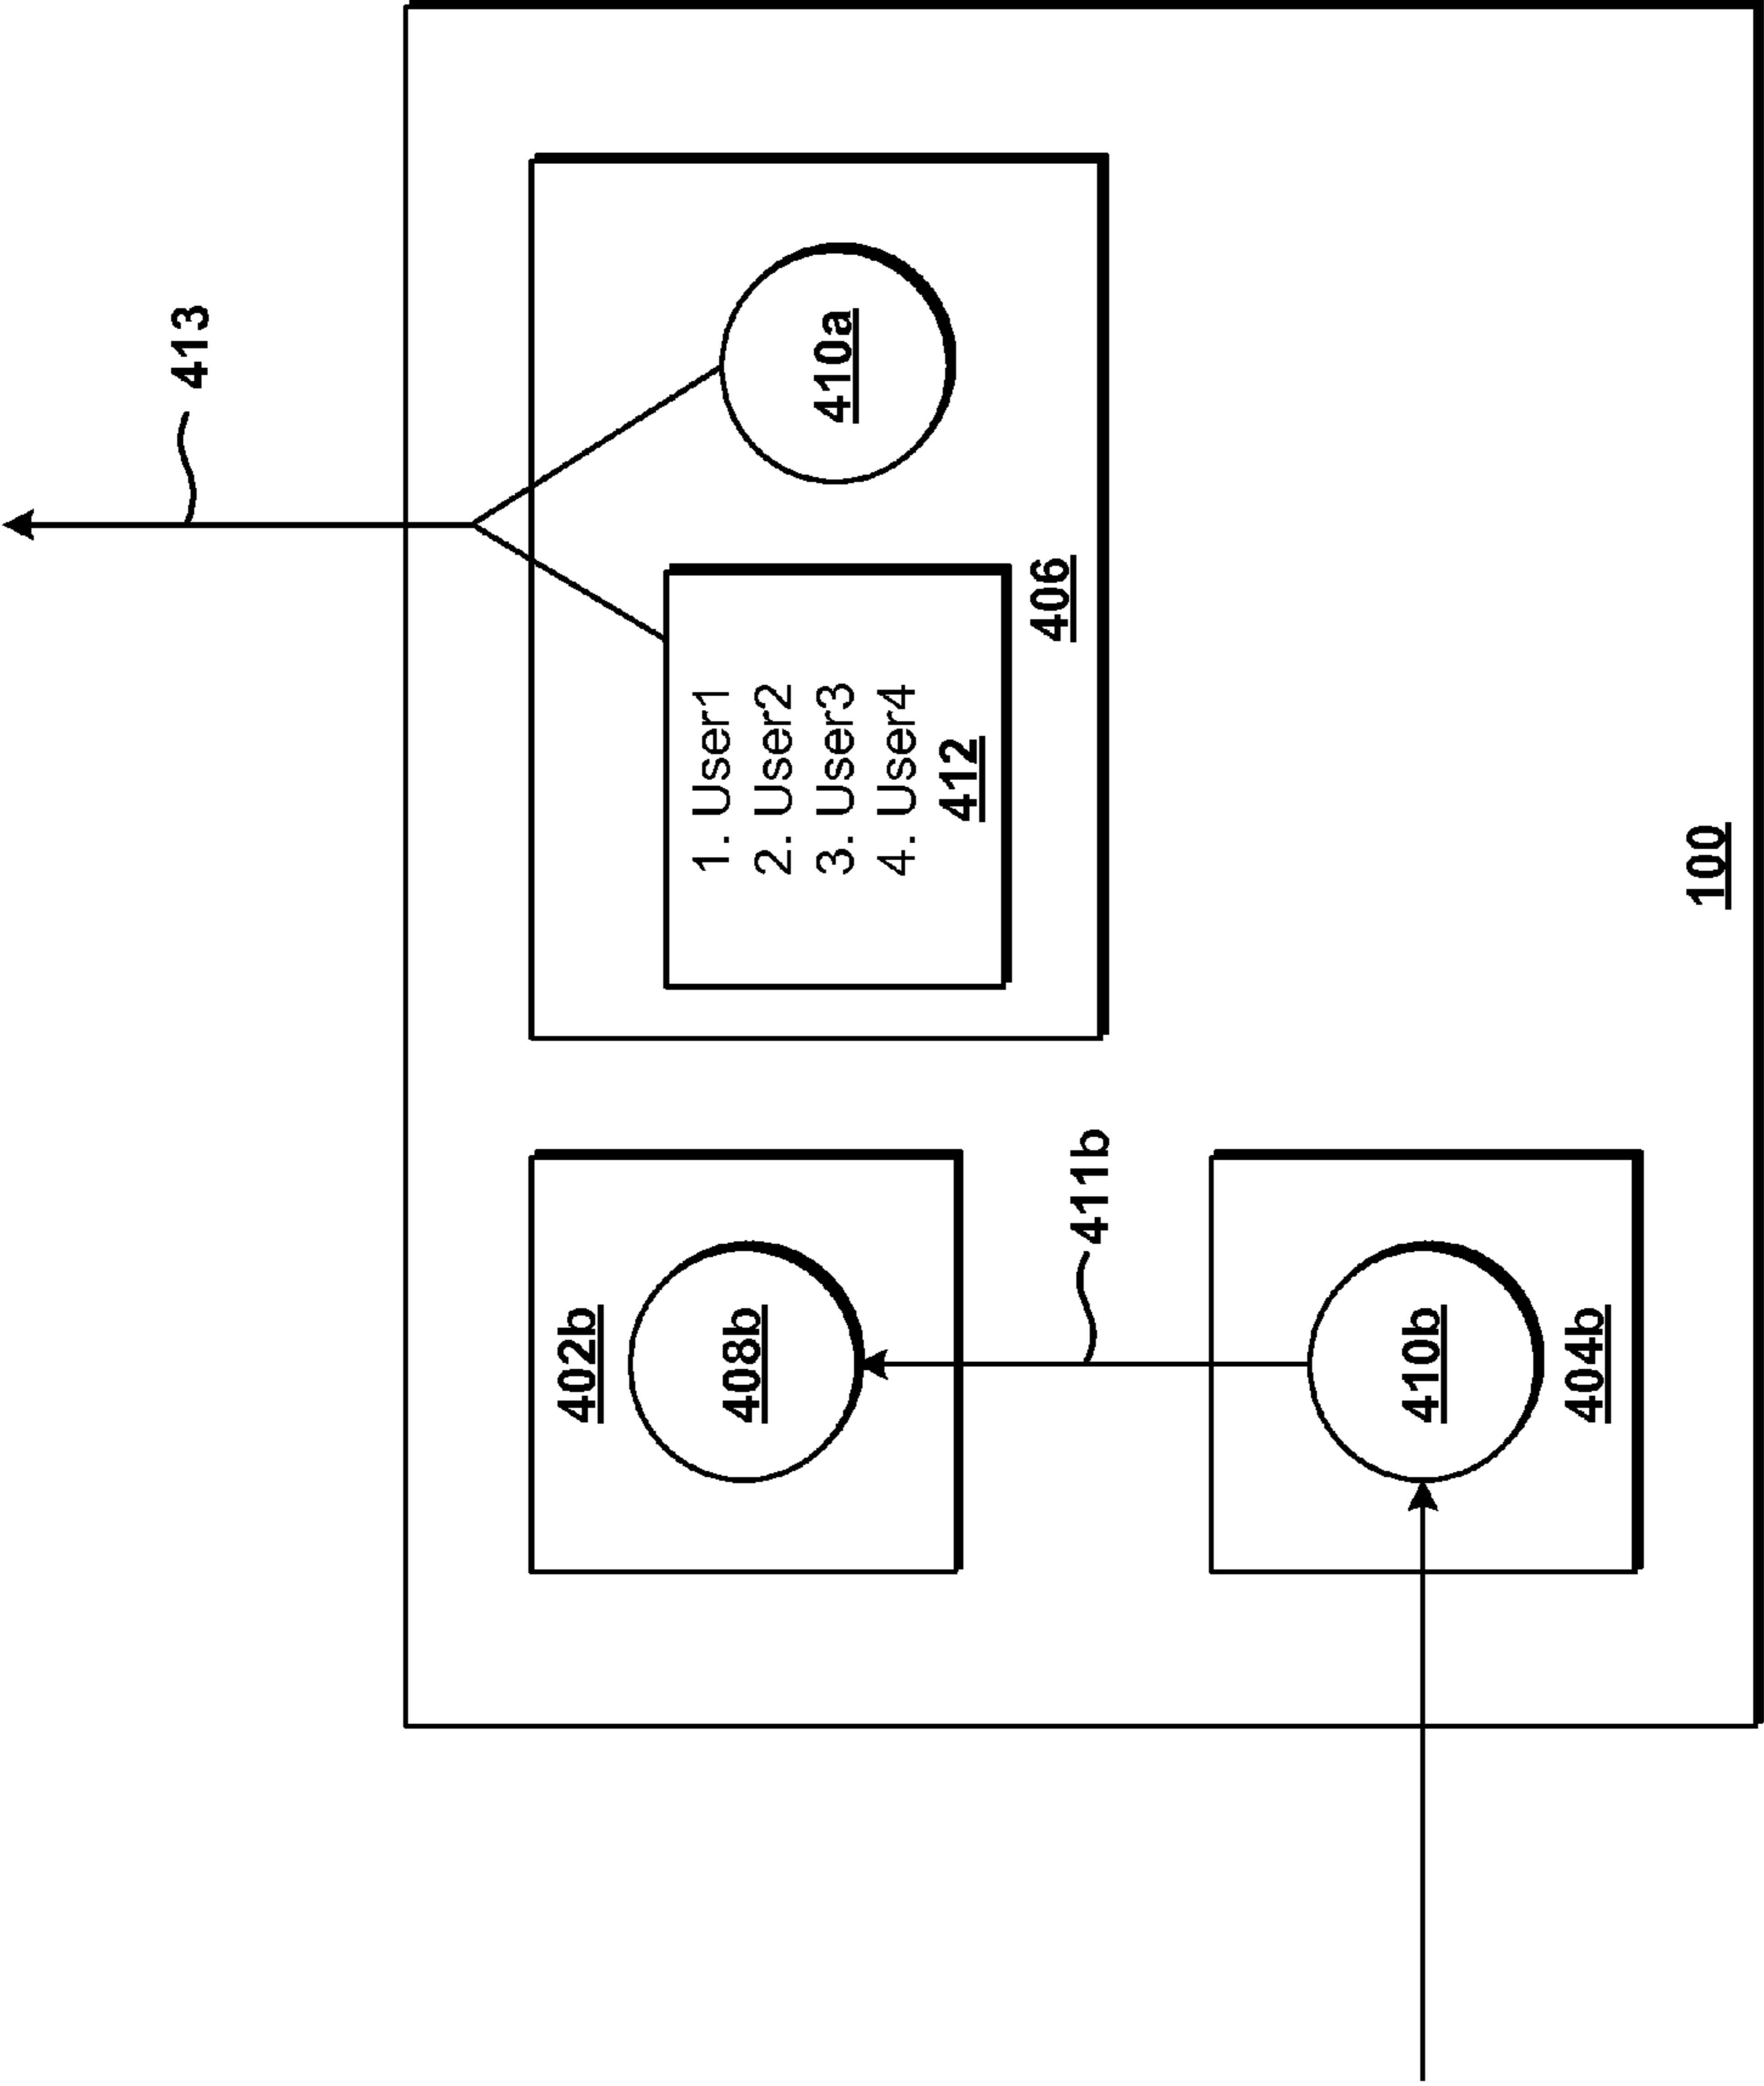 413
402b
408b
411b
410b
404b
1. User1
2. User2
3. User3
4. User4
412
410a
406
100